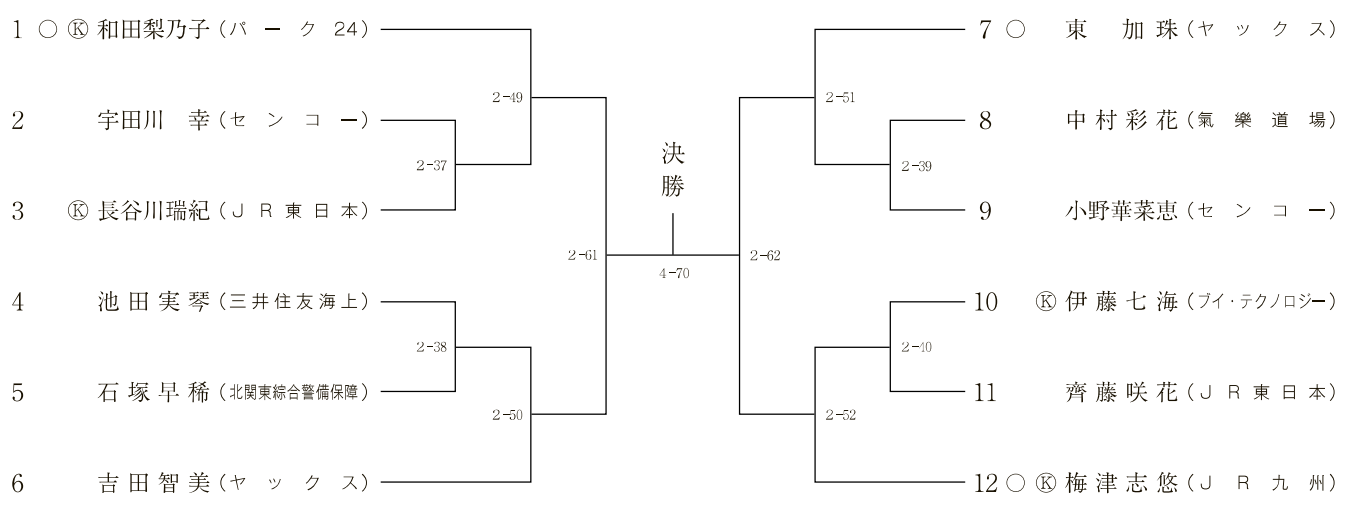 1 ○ Ⓚ 和田梨乃子 (パーク24)
2 宇田川 幸 (センコー)
3 Ⓚ 長谷川瑞紀 (JR東日本)
4 池田実琴 (三井住友海上)
5 石塚早稀 (北関東綜合警備保障)
6 吉田智美 (ヤックス)
2-37
2-38
2-49
2-50
2-61
決勝
4-70
2-62
2-51
2-52
2-39
2-40
7 ○ 東 加珠 (ヤックス)
8 中村彩花 (氣樂道場)
9 小野華菜恵 (センコー)
10 Ⓚ 伊藤七海 (ブイ・テクノロジー)
11 齊藤咲花 (JR東日本)
12 ○ Ⓚ 梅津志悠 (JR九州)